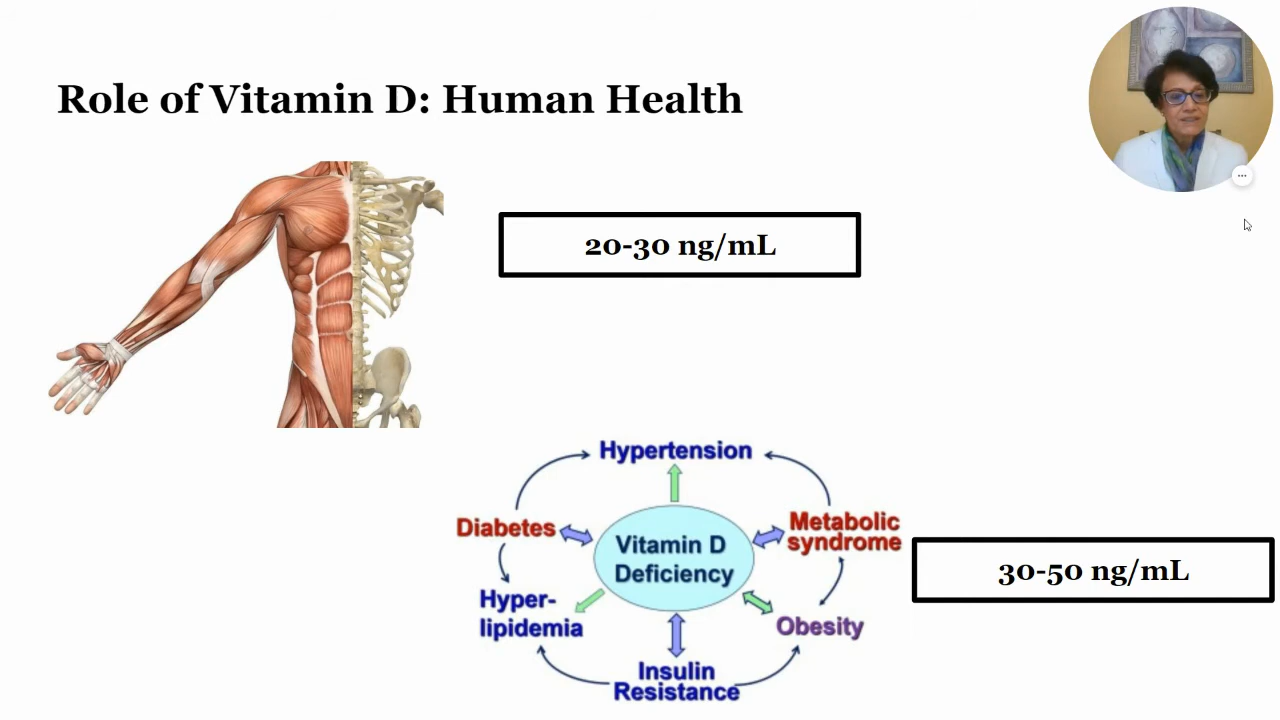 Role of Vitamin D: Human Health
20-30 ng/mL
Hypertension
Diabetes
Vitamin D
Deficiency
Metabolic
syndrome
30-50 ng/mL
Hyper-
lipidemia
Obesity
Insulin
Resistance